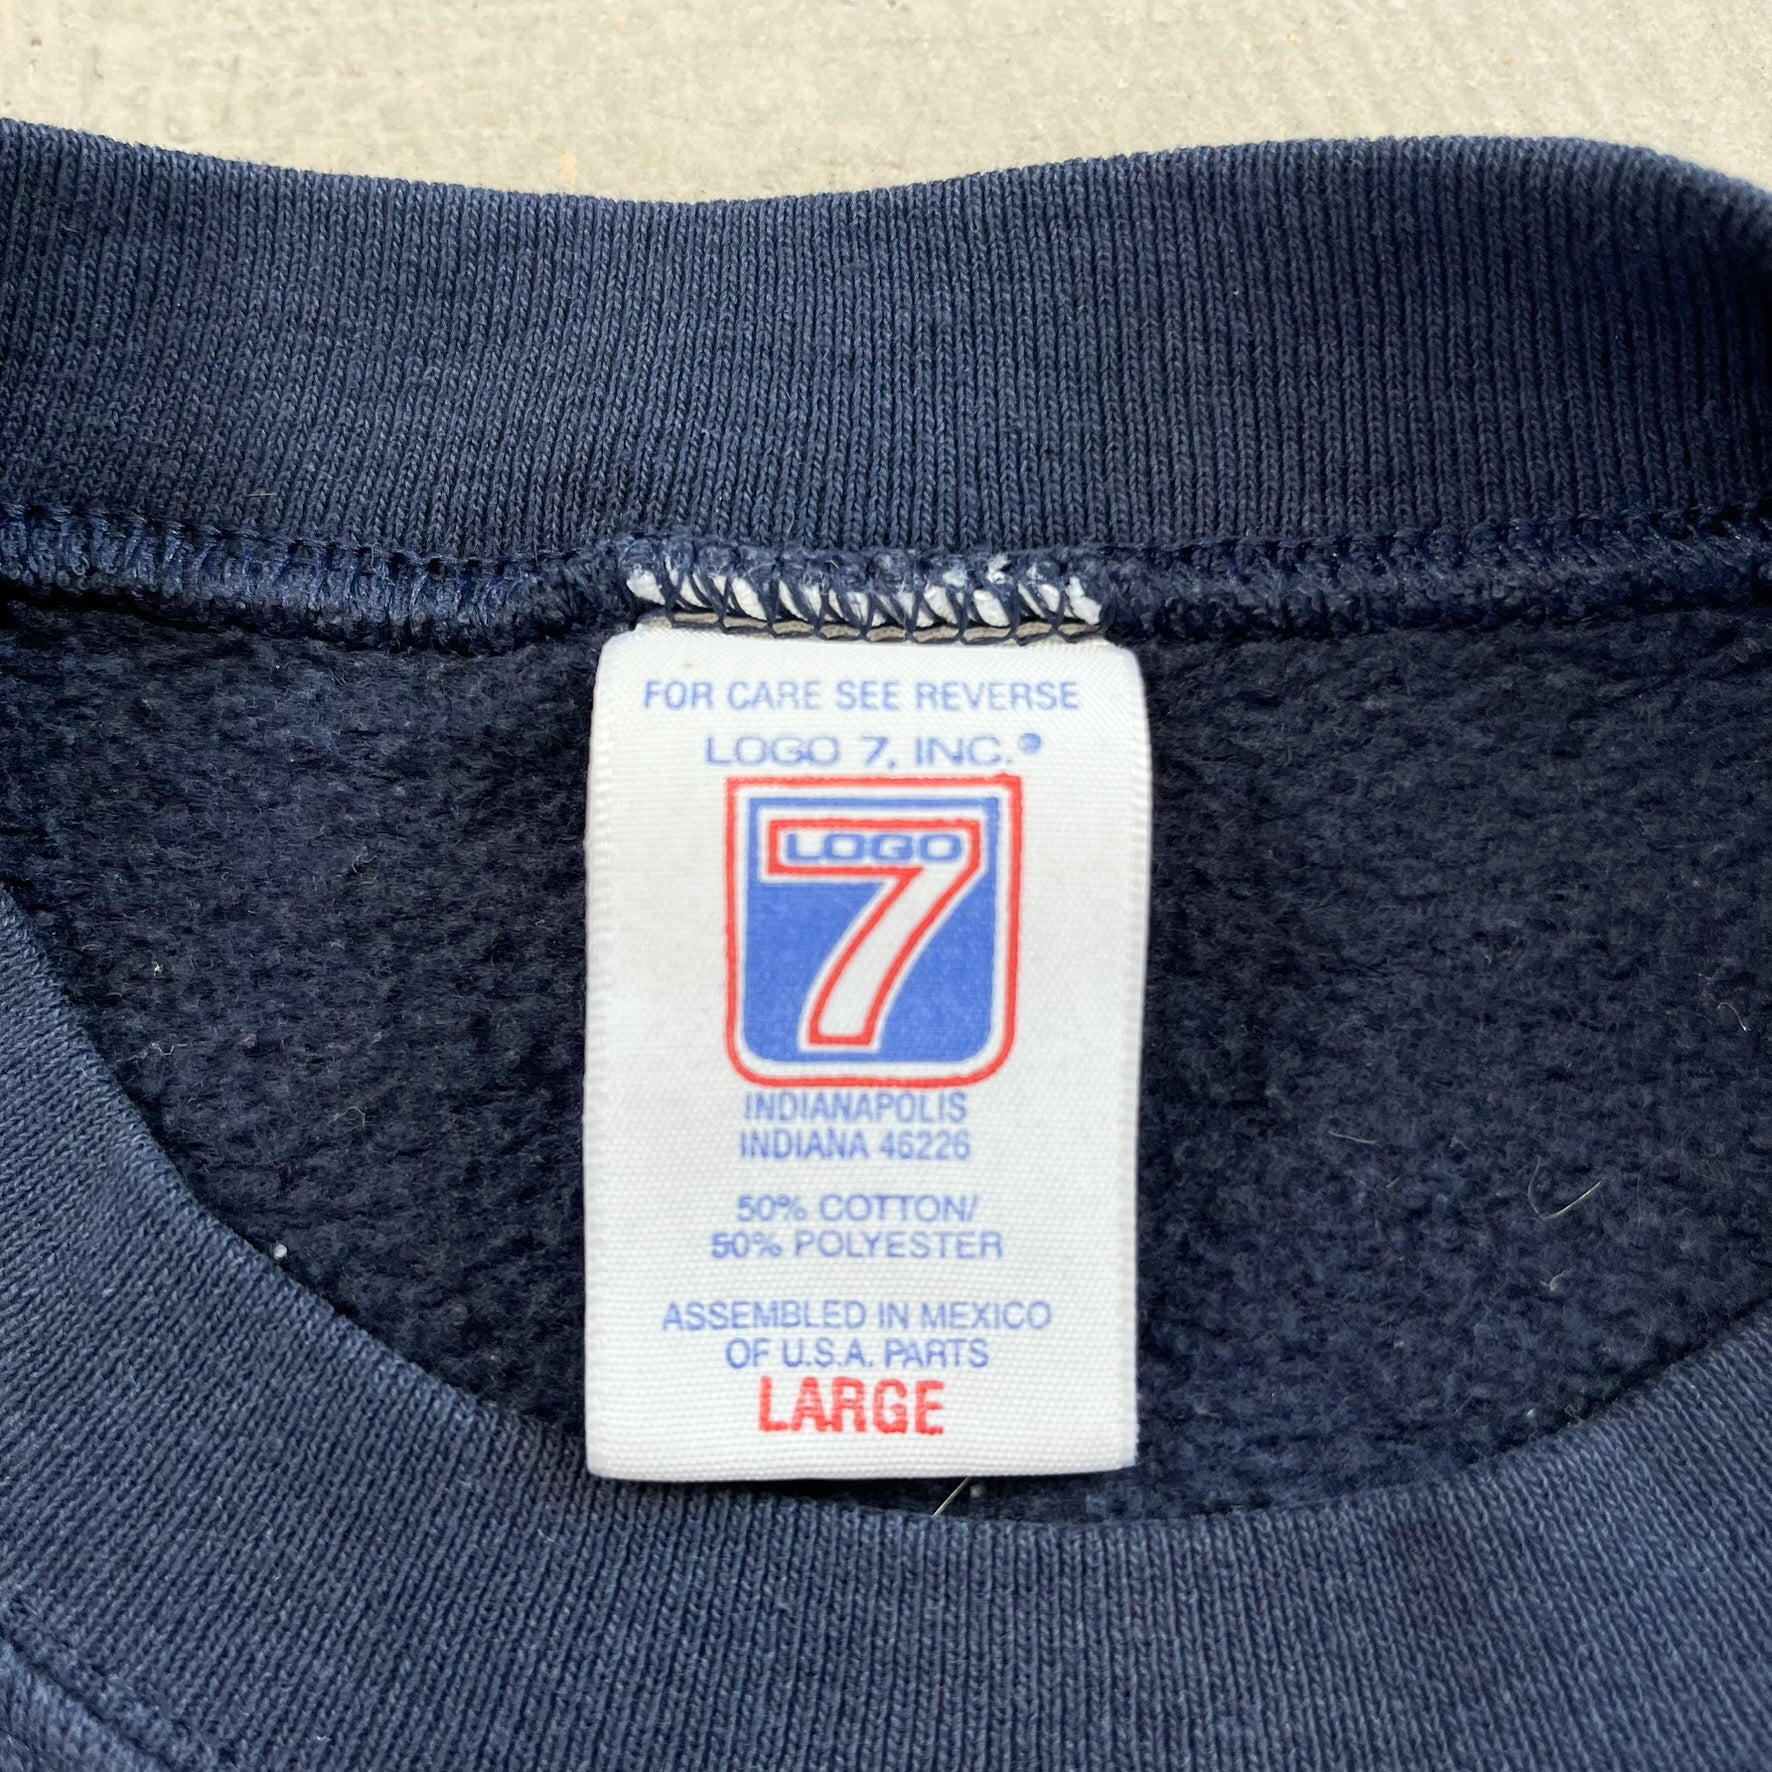 FOR CARE SEE REVERSE
LOGO 7, INC.®
LOGO
7
INDIANAPOLIS
INDIANA 46226
50% COTTON/
50% POLYESTER
ASSEMBLED IN MEXICO
OF U.S.A. PARTS
LARGE